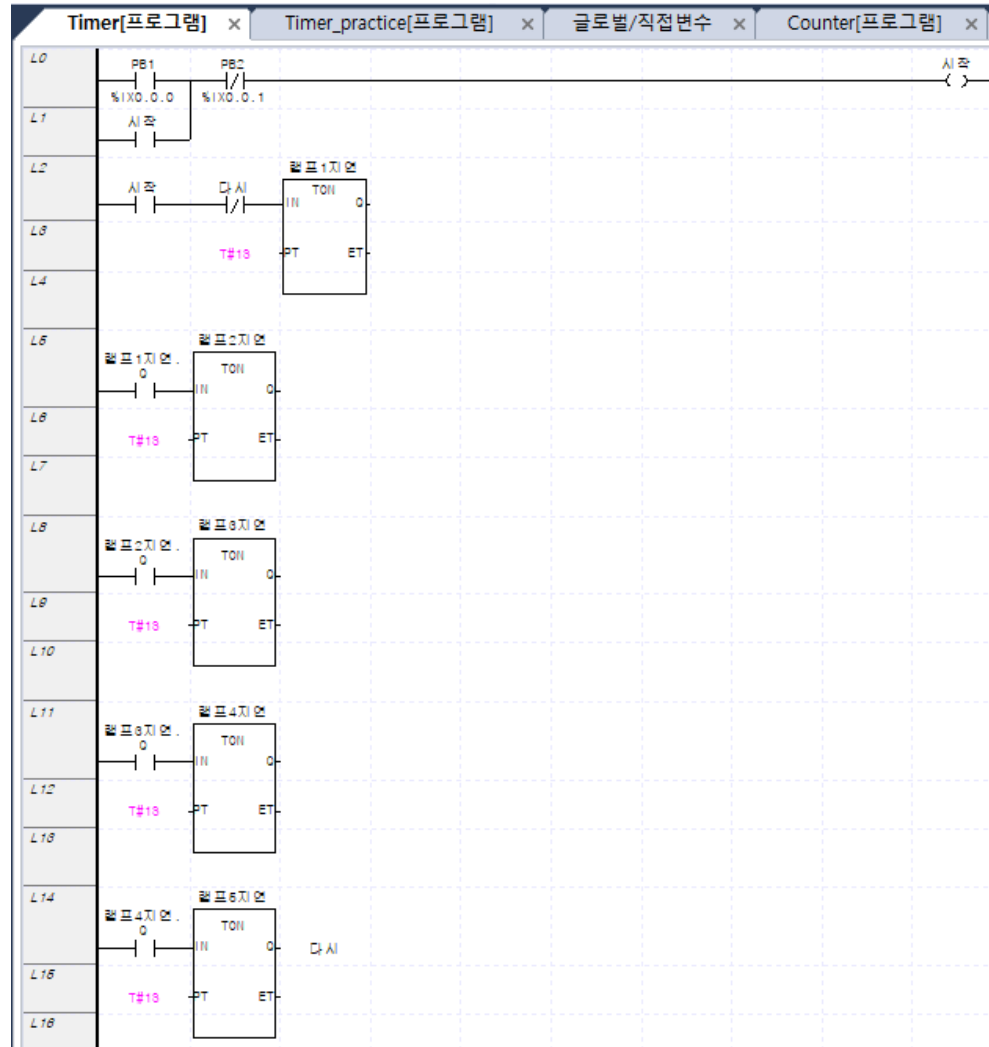 Timer[프로그램] ×
Timer_practice[프로그램] ×
글로벌/직접변수 ×
Counter[프로그램] ×
L0
PB1
%IX0.0.0
PB2
%IX0.0.1
시작
L1
시작
L2
시작
다시
램프1지연
TON
IN Q
L3
T#1S
PT ET
L4
L5
램프1지연.
Q
램프2지연
TON
IN Q
L6
T#1S
PT ET
L7
L8
램프2지연.
Q
램프3지연
TON
IN Q
L9
T#1S
PT ET
L10
L11
램프3지연.
Q
램프4지연
TON
IN Q
L12
T#1S
PT ET
L13
L14
램프4지연.
Q
램프5지연
TON
IN Q
다시
L15
T#1S
PT ET
L16